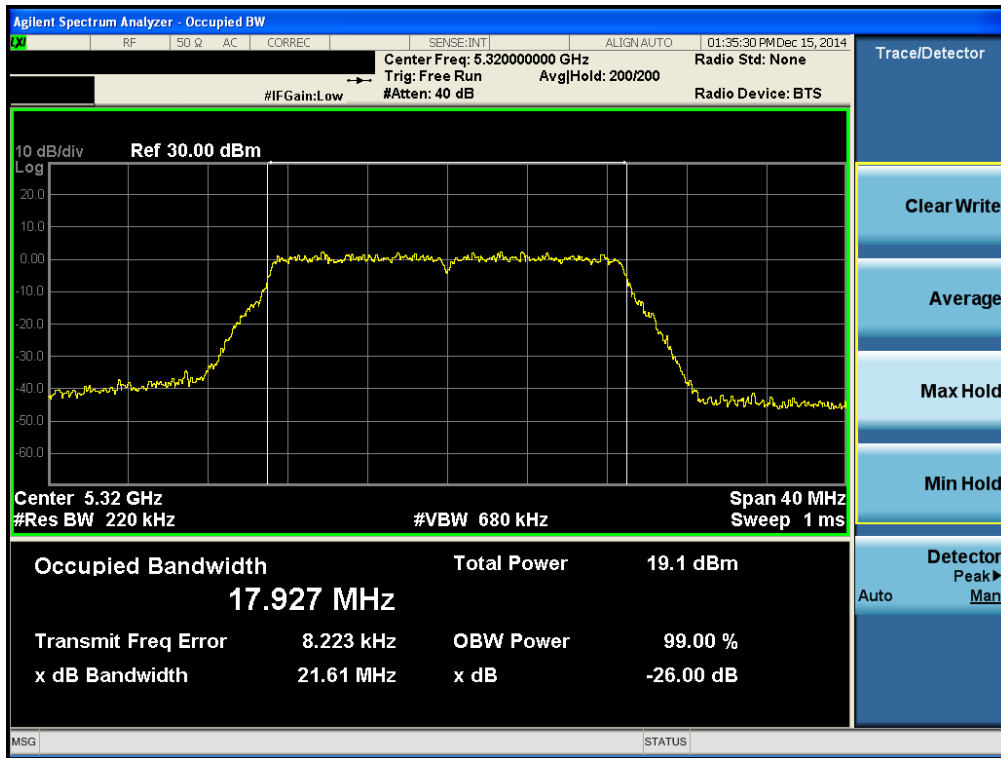 Agilent Spectrum Analyzer - Occupied BW
LXI RF 50 Ω AC CORREC SENSE:INT ALIGN AUTO 01:35:30 PM Dec 15, 2014
Center Freq: 5.320000000 GHz Radio Std: None
Trig: Free Run Avg|Hold: 200/200
#IFGain:Low #Atten: 40 dB Radio Device: BTS
Trace/Detector
10 dB/div Ref 30.00 dBm
Log
20.0
10.0
0.00
-10.0
-20.0
-30.0
-40.0
-50.0
-60.0
Center 5.32 GHz Span 40 MHz
#Res BW 220 kHz #VBW 680 kHz Sweep 1 ms
Occupied Bandwidth Total Power 19.1 dBm
17.927 MHz
Transmit Freq Error 8.223 kHz OBW Power 99.00 %
x dB Bandwidth 21.61 MHz x dB -26.00 dB
Clear Write
Average
Max Hold
Min Hold
Detector
Peak▶
Auto Man
MSG STATUS